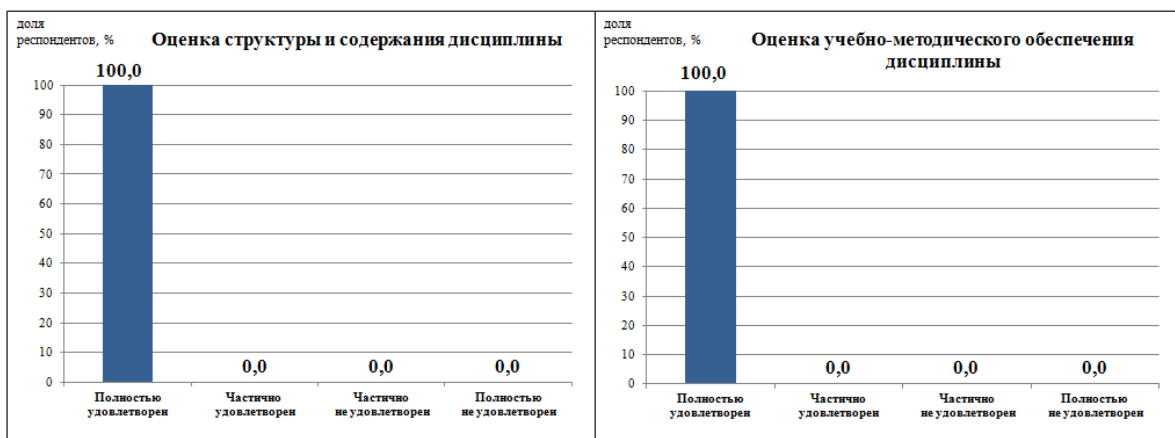 доля
респондентов, %
Оценка структуры и содержания дисциплины
100,0
100
90
80
70
60
50
40
30
20
10
0
0,0
0,0
0,0
Полностью
удовлетворен
Частично
удовлетворен
Частично
не удовлетворен
Полностью
не удовлетворен
доля
респондентов, %
Оценка учебно-методического обеспечения
дисциплины
100,0
100
90
80
70
60
50
40
30
20
10
0
0,0
0,0
0,0
Полностью
удовлетворен
Частично
удовлетворен
Частично
не удовлетворен
Полностью
не удовлетворен